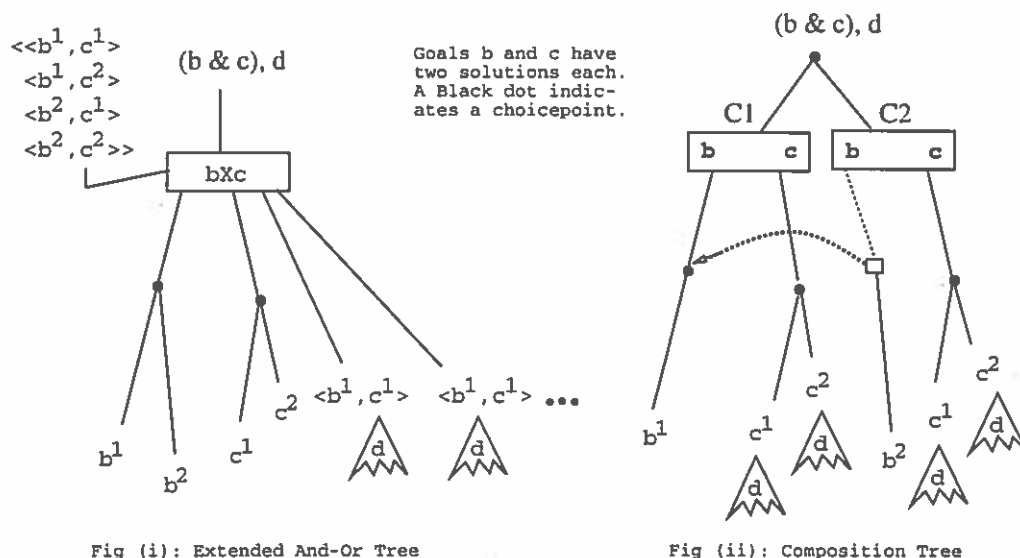 <<b¹,c¹>
<b¹,c²>
<b²,c¹>
<b²,c²>>
(b & c), d
bXc
b¹
b²
c¹
c²
<b¹,c¹>
d
<b¹,c¹>
d
•••
Fig (i): Extended And-Or Tree
Goals b and c have
two solutions each.
A Black dot indic-
ates a choicepoint.
(b & c), d
C1
C2
b c
b c
b¹
c¹
d
c²
d
b²
c¹
d
c²
d
Fig (ii): Composition Tree